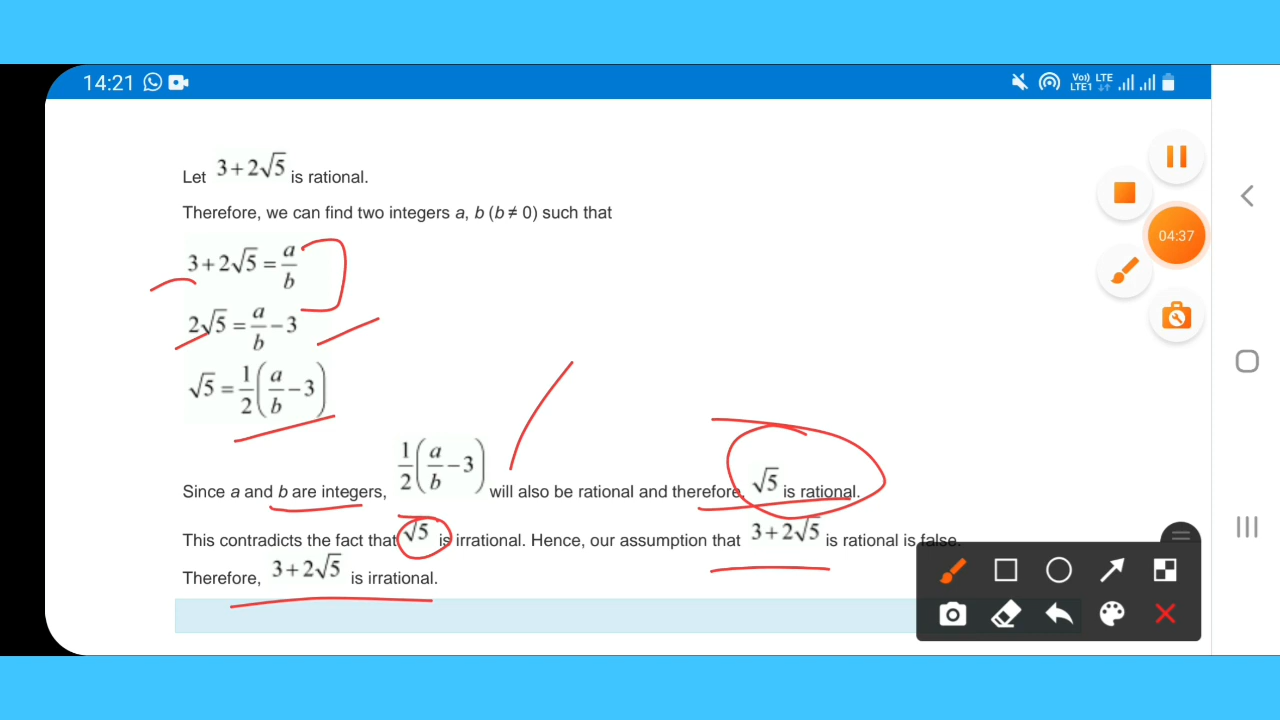 14:21 Vo)) LTE LTE1
Let 3+2√5 is rational.
Therefore, we can find two integers a, b (b ≠ 0) such that
3+2√5 = a/b
2√5 = a/b − 3
√5 = 1/2 (a/b − 3)
Since a and b are integers, 1/2 (a/b − 3) will also be rational and therefore, √5 is rational.
This contradicts the fact that √5 is irrational. Hence, our assumption that 3+2√5 is rational is false.
Therefore, 3+2√5 is irrational.
04:37